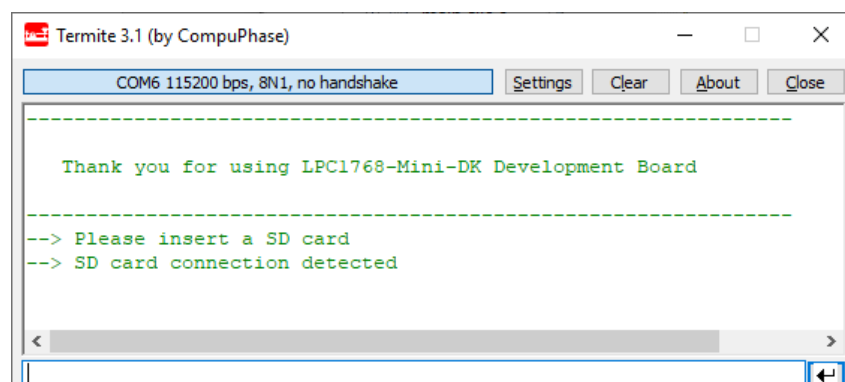 Termite 3.1 (by CompuPhase)
COM6 115200 bps, 8N1, no handshake Settings Clear About Close
----------------------------------------------------------------
Thank you for using LPC1768-Mini-DK Development Board
----------------------------------------------------------------
--> Please insert a SD card
--> SD card connection detected